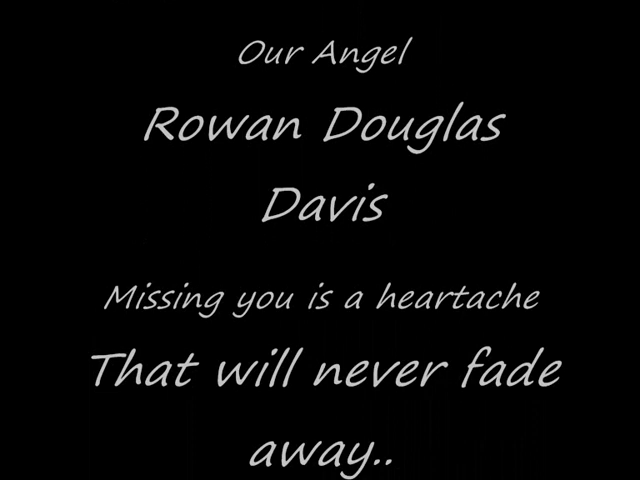 Our Angel
Rowan Douglas
Davis
Missing you is a heartache
That will never fade
away..